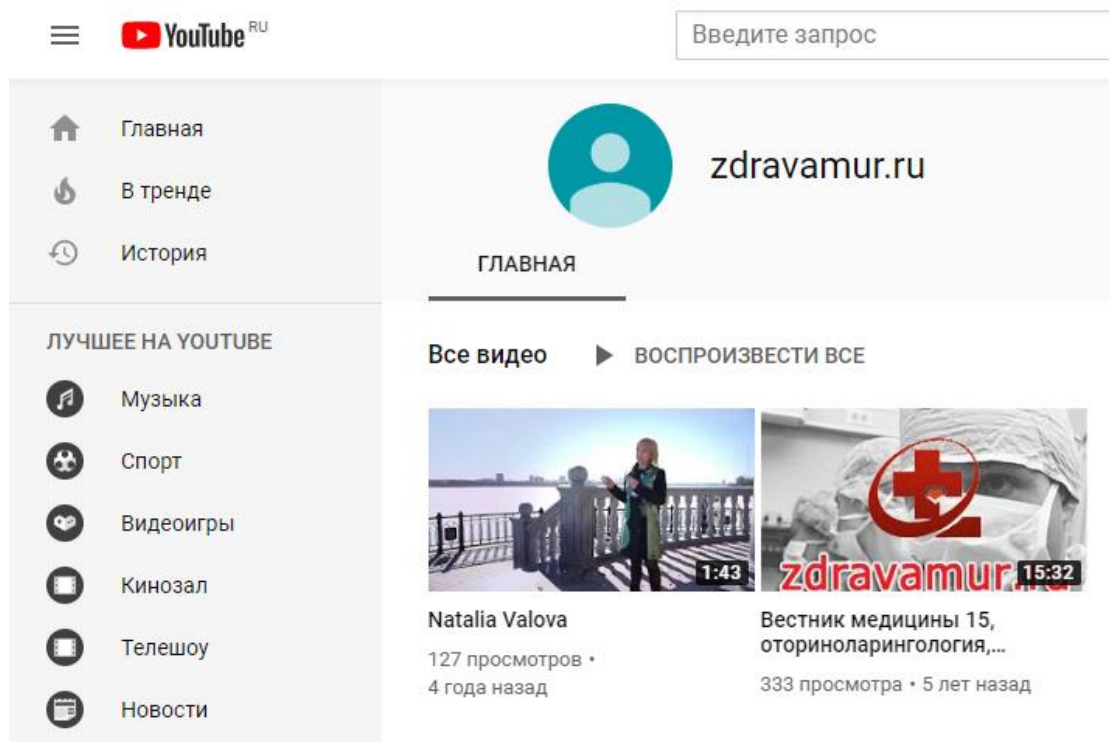 YouTube RU
Введите запрос
Главная
В тренде
История
ЛУЧШЕЕ НА YOUTUBE
Музыка
Спорт
Видеоигры
Кинозал
Телешоу
Новости
zdravamur.ru
ГЛАВНАЯ
Все видео ВОСПРОИЗВЕСТИ ВСЕ
1:43
Natalia Valova
127 просмотров •
4 года назад
zdravamur.ru
15:32
Вестник медицины 15,
оториноларингология,...
333 просмотра • 5 лет назад